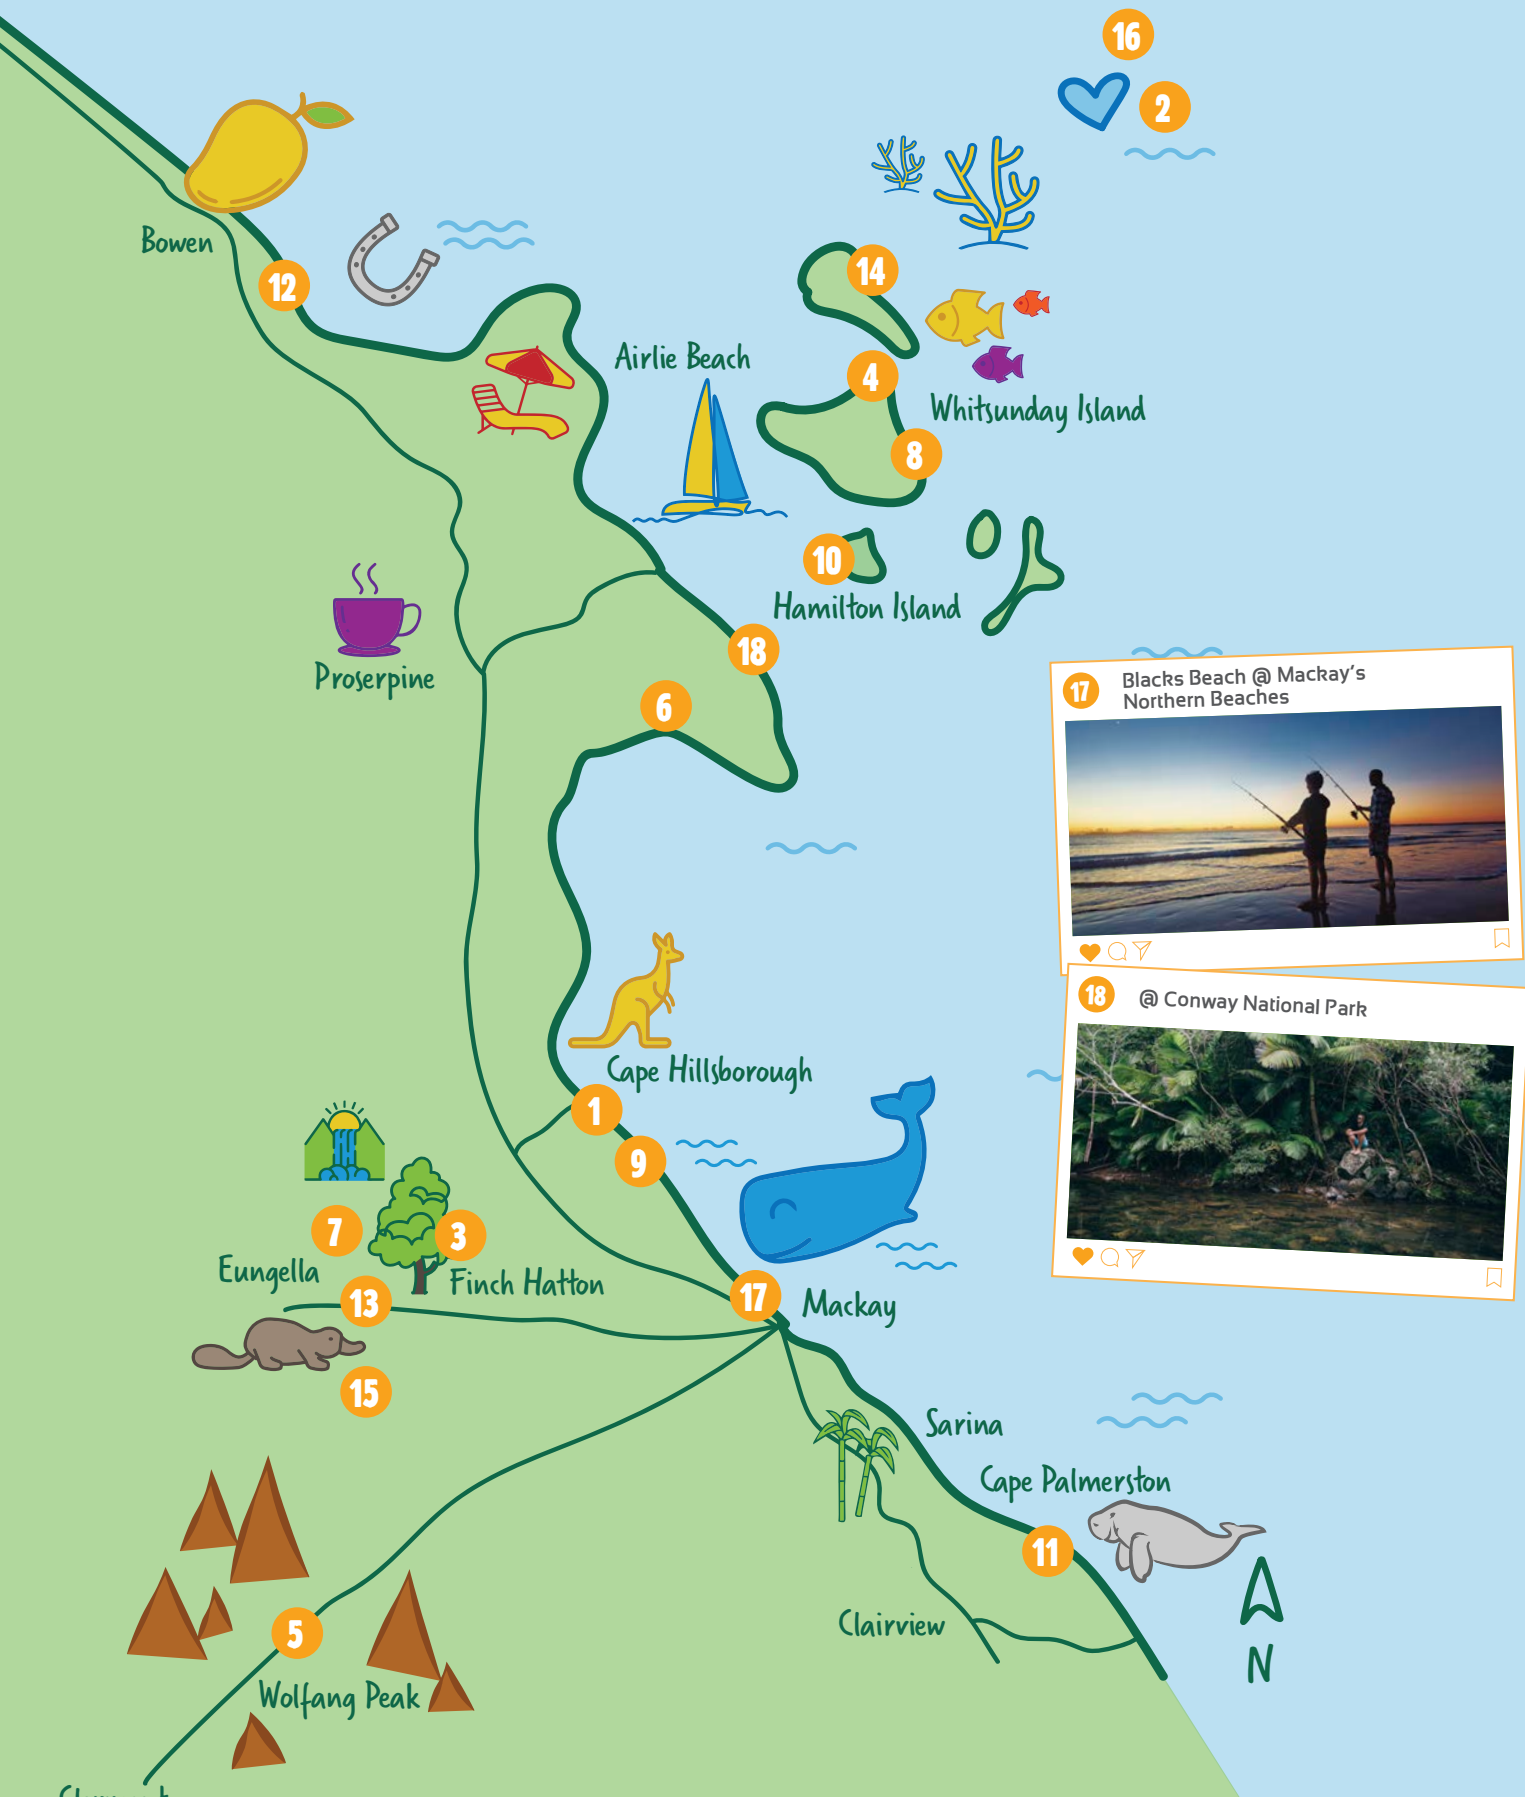 16
2
Bowen
12
14
Airlie Beach
4
Whitsunday Island
8
10
Hamilton Island
18
Proserpine
6
17
Blacks Beach @ Mackay's
Northern Beaches
18
@ Conway National Park
Cape Hillsborough
1
9
7
3
Eungella
Finch Hatton
13
17
Mackay
15
Sarina
Cape Palmerston
11
5
Clairview
N
Wolfang Peak